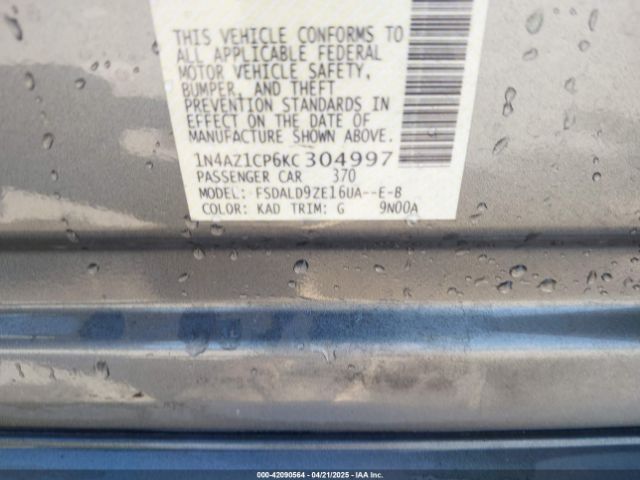 THIS VEHICLE CONFORMS TO
ALL APPLICABLE FEDERAL
MOTOR VEHICLE SAFETY,
BUMPER, AND THEFT
PREVENTION STANDARDS IN
EFFECT ON THE DATE OF
MANUFACTURE SHOWN ABOVE.
1N4AZ1CP6KC 304997
PASSENGER CAR 370
MODEL: FSDALD9ZE16UA--E-B
COLOR: KAD TRIM: G 9N00A
000-42090564 - 04/21/2025 - IAA Inc.